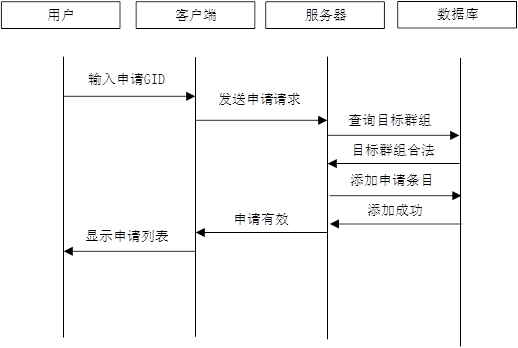 用户
客户端
服务器
数据库
输入申请GID
发送申请请求
查询目标群组
目标群组合法
添加申请条目
添加成功
申请有效
显示申请列表